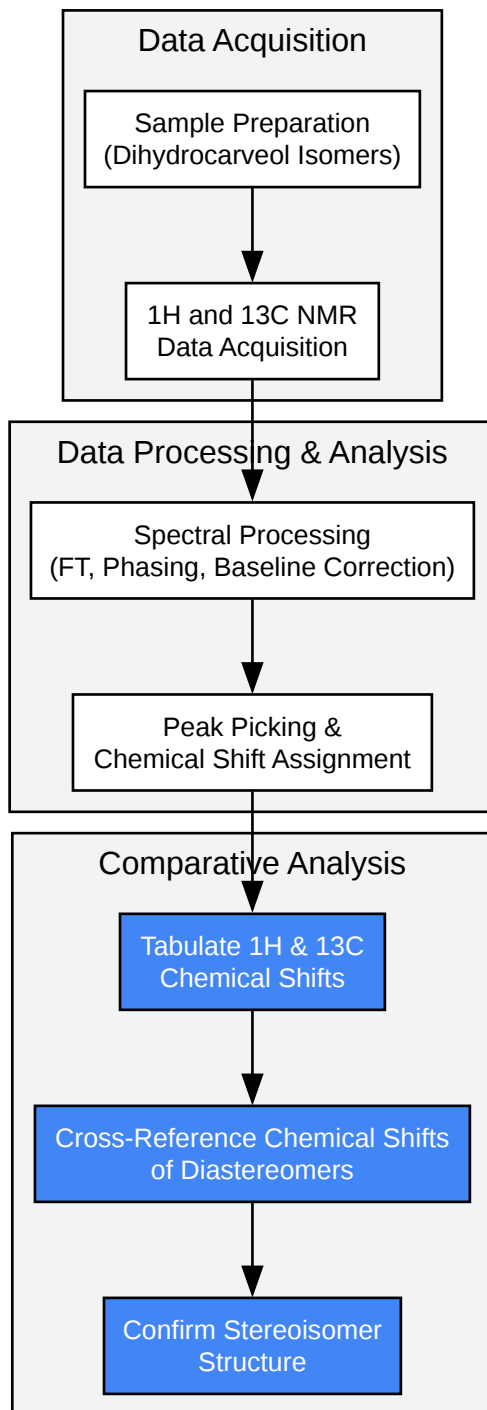 Data Acquisition
Sample Preparation
(Dihydrocarveol Isomers)
1H and 13C NMR
Data Acquisition
Data Processing & Analysis
Spectral Processing
(FT, Phasing, Baseline Correction)
Peak Picking &
Chemical Shift Assignment
Comparative Analysis
Tabulate 1H & 13C
Chemical Shifts
Cross-Reference Chemical Shifts
of Diastereomers
Confirm Stereoisomer
Structure